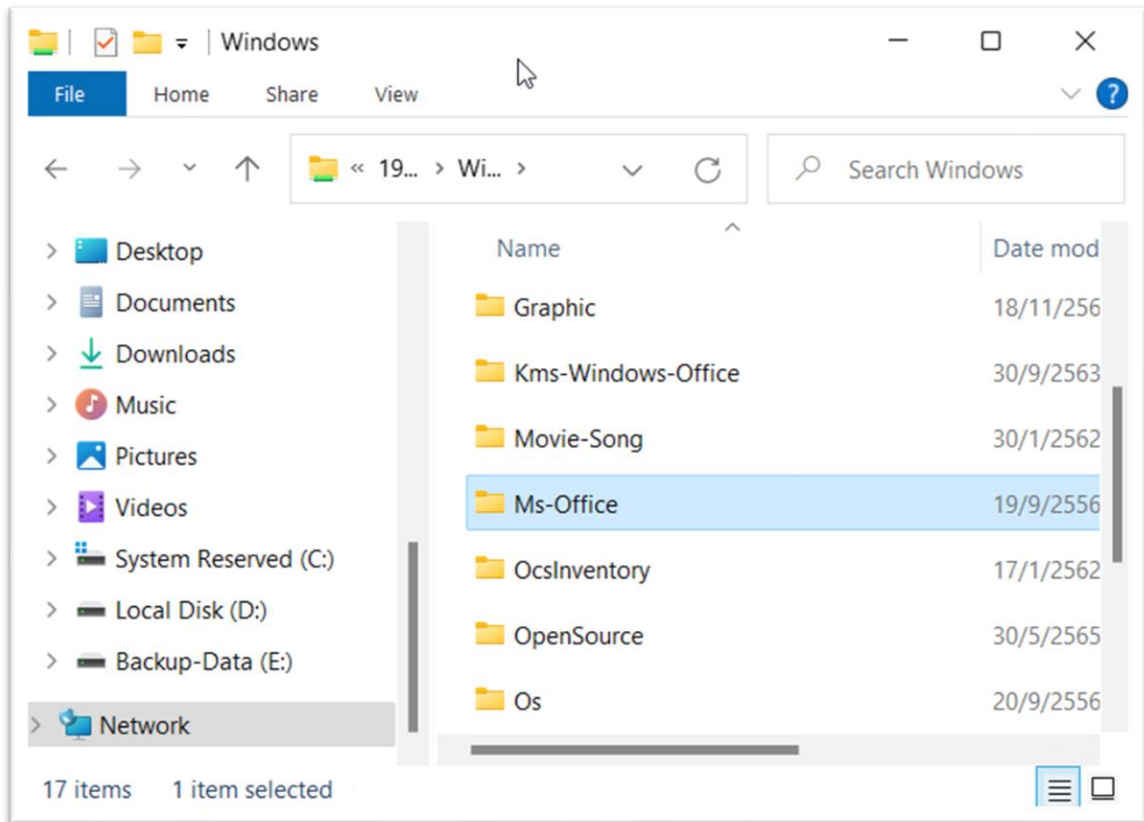 Windows
File Home Share View
« 19... > Wi... >
Search Windows
Desktop
Documents
Downloads
Music
Pictures
Videos
System Reserved (C:)
Local Disk (D:)
Backup-Data (E:)
Network
Name Date mod
Graphic 18/11/256
Kms-Windows-Office 30/9/2563
Movie-Song 30/1/2562
Ms-Office 19/9/2556
OcsInventory 17/1/2562
OpenSource 30/5/2565
Os 20/9/2556
17 items 1 item selected